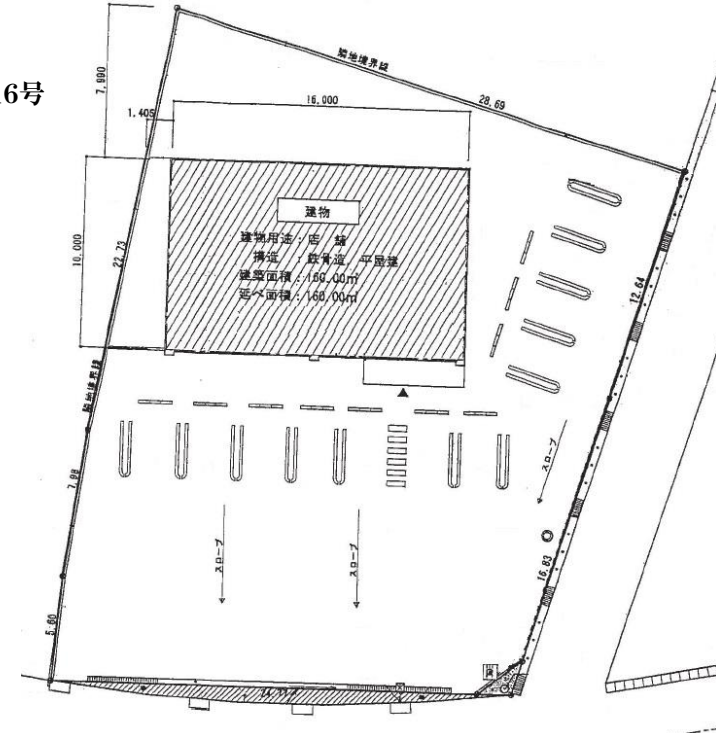 6号
7,990
隣地境界線
28.69
16,000
1,405
10,000
22.73
建物
建物用途：店　舗
構造　：鉄骨造　平屋建
建築面積：160.00㎡
延べ面積：160.00㎡
12.64
隣地境界線
7.98
スロープ
スロープ
スロープ
16.83
5.60